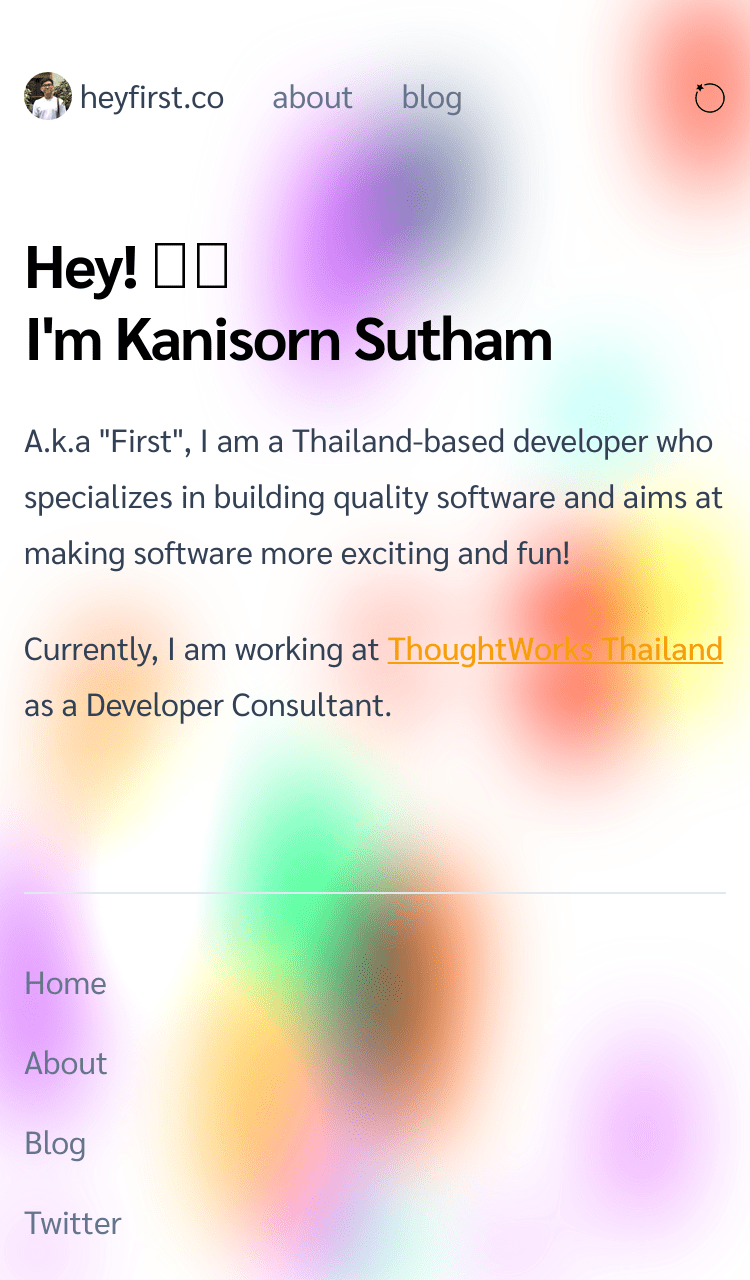 heyfirst.co about blog
Hey!
I'm Kanisorn Sutham
A.k.a "First", I am a Thailand-based developer who
specializes in building quality software and aims at
making software more exciting and fun!
Currently, I am working at ThoughtWorks Thailand
as a Developer Consultant.
Home
About
Blog
Twitter